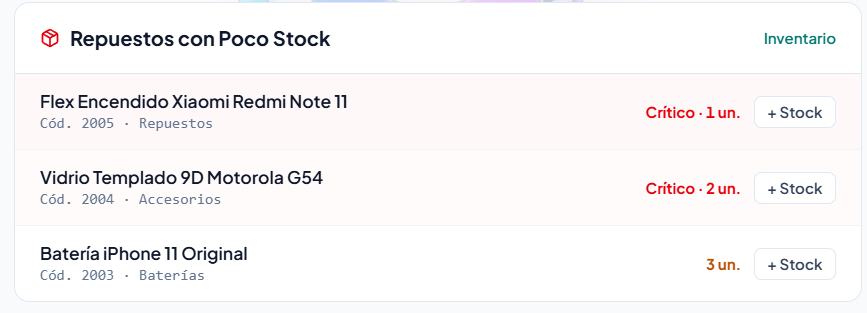 Repuestos con Poco Stock
Inventario
Flex Encendido Xiaomi Redmi Note 11
Cód. 2005 · Repuestos
Crítico · 1 un.
+ Stock
Vidrio Templado 9D Motorola G54
Cód. 2004 · Accesorios
Crítico · 2 un.
+ Stock
Batería iPhone 11 Original
Cód. 2003 · Baterías
3 un.
+ Stock